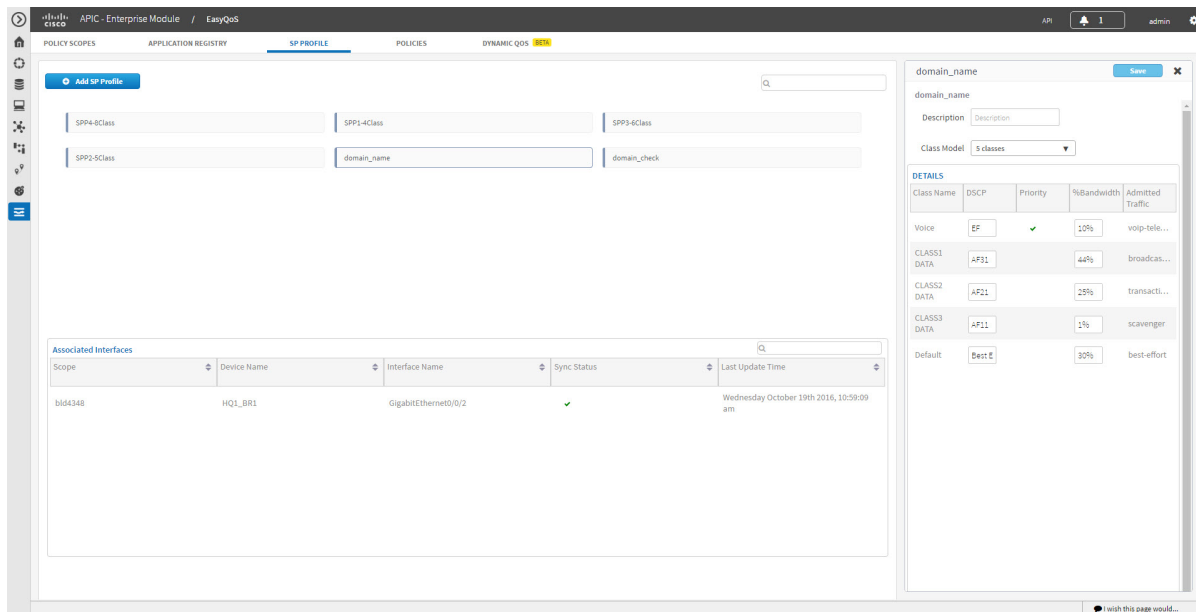 cisco APIC - Enterprise Module / EasyQoS API 1 admin
POLICY SCOPES APPLICATION REGISTRY SP PROFILE POLICIES DYNAMIC QOS BETA
Add SP Profile
SPP4-8Class SPP1-4Class SPP3-6Class
SPP2-5Class domain_name domain_check
Associated Interfaces
Scope Device Name Interface Name Sync Status Last Update Time
bld4348 HQ1_BR1 GigabitEthernet0/0/2 Wednesday October 19th 2016, 10:59:09
am
domain_name Save
domain_name
Description Description
Class Model 5 classes
DETAILS
Class Name DSCP Priority %Bandwidth Admitted
Traffic
Voice EF 10% voip-tele...
CLASS1
DATA AF31 44% broadcas...
CLASS2
DATA AF21 25% transacti...
CLASS3
DATA AF11 1% scavenger
Default Best E 30% best-effort
I wish this page would...